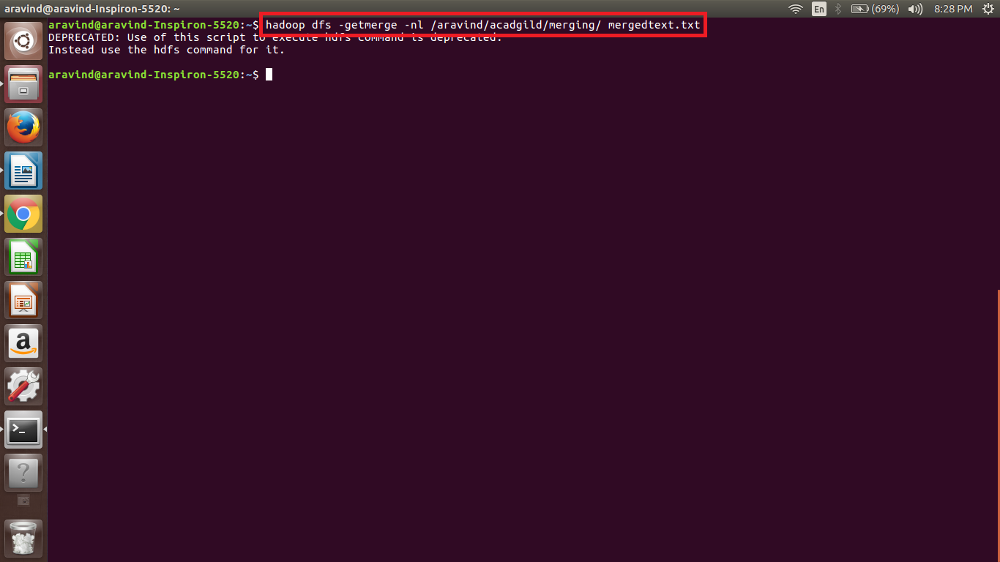 aravind@aravind-Inspiron-5520: ~
En
(69%)
8:28 PM
aravind@aravind-Inspiron-5520:~$ hadoop dfs -getmerge -nl /aravind/acadgild/merging/ mergedtext.txt
DEPRECATED: Use of this script to execute hdfs command is deprecated.
Instead use the hdfs command for it.
aravind@aravind-Inspiron-5520:~$